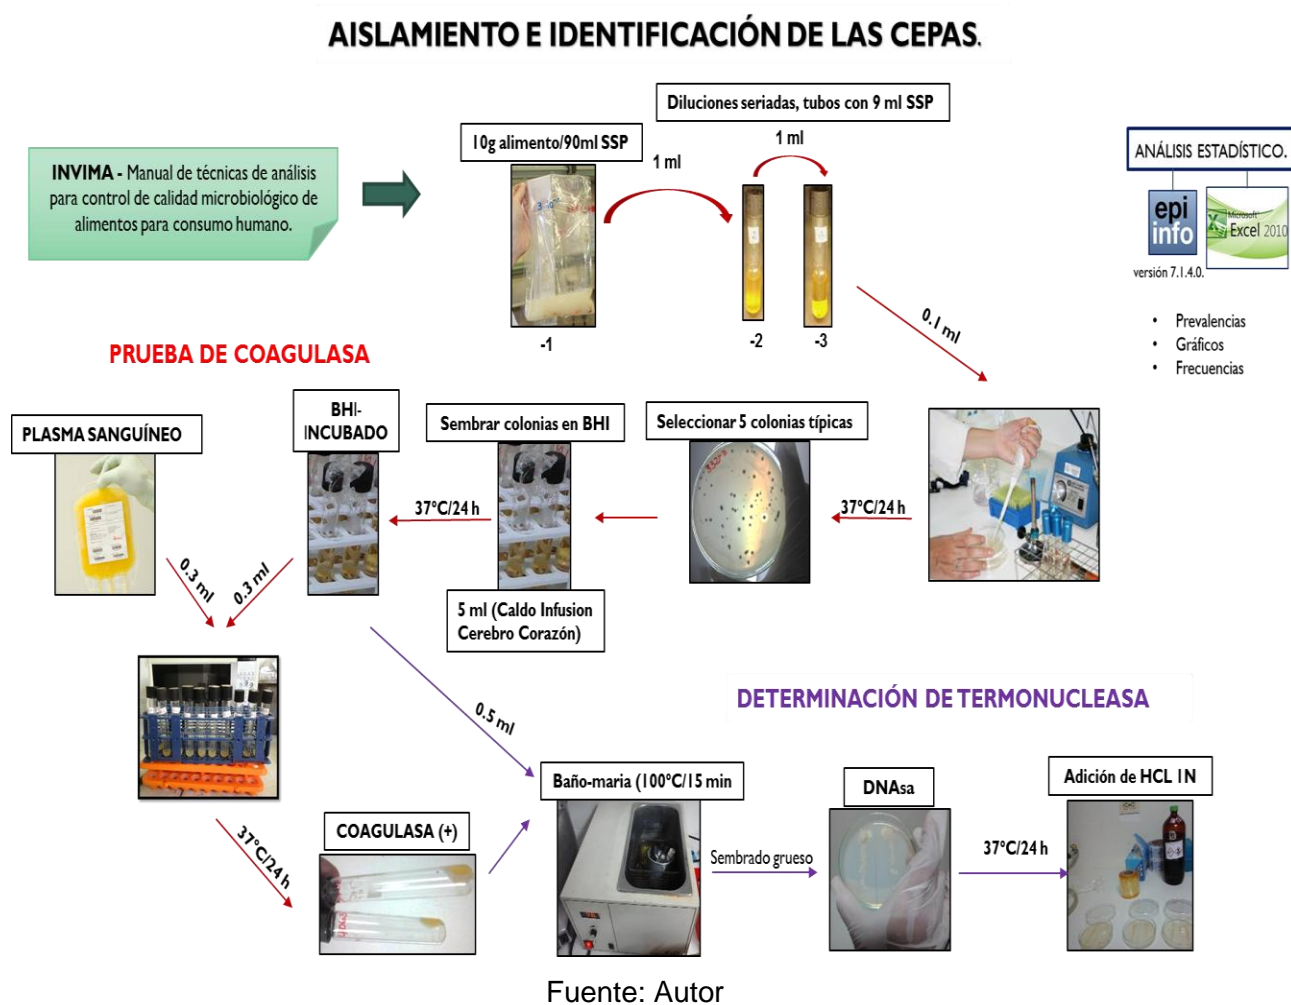 AISLAMIENTO E IDENTIFICACIÓN DE LAS CEPAS.
INVIMA - Manual de técnicas de análisis
para control de calidad microbiológico de
alimentos para consumo humano.
10g alimento/90ml SSP
1 ml
Diluciones seriadas, tubos con 9 ml SSP
1 ml
-1
-2
-3
0.1 ml
ANÁLISIS ESTADÍSTICO.
epi
info
Microsoft
Excel 2010
versión 7.1.4.0.
• Prevalencias
• Gráficos
• Frecuencias
PRUEBA DE COAGULASA
PLASMA SANGUÍNEO
BHI-
INCUBADO
37°C/24 h
Sembrar colonias en BHI
5 ml (Caldo Infusion
Cerebro Corazón)
Seleccionar 5 colonias típicas
37°C/24 h
0.3 ml
0.3 ml
0.5 ml
37°C/24 h
COAGULASA (+)
DETERMINACIÓN DE TERMONUCLEASA
Baño-maria (100°C/15 min
Sembrado grueso
DNAsa
37°C/24 h
Adición de HCL 1N
Fuente: Autor